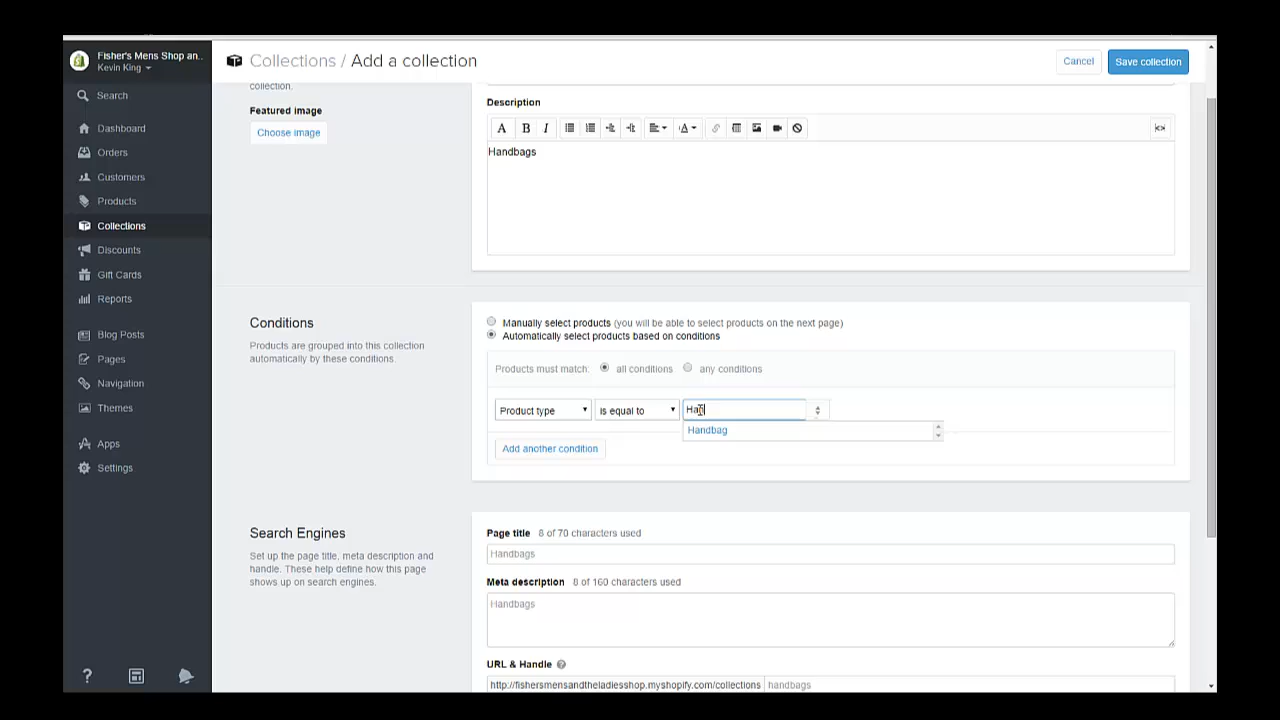 Fisher's Mens Shop an..
Kevin King
Collections / Add a collection
Cancel
Save collection
Search
Dashboard
Orders
Customers
Products
Collections
Discounts
Gift Cards
Reports
Blog Posts
Pages
Navigation
Themes
Apps
Settings
?
collection.
Featured image
Choose image
Description
A B I A
Handbags
Conditions
Products are grouped into this collection
automatically by these conditions.
Manually select products (you will be able to select products on the next page)
Automatically select products based on conditions
Products must match: all conditions any conditions
Product type is equal to Han
Handbag
Add another condition
Search Engines
Set up the page title, meta description and
handle. These help define how this page
shows up on search engines.
Page title 8 of 70 characters used
Handbags
Meta description 8 of 160 characters used
Handbags
URL & Handle ?
http://fishersmensandtheladiesshop.myshopify.com/collections handbags